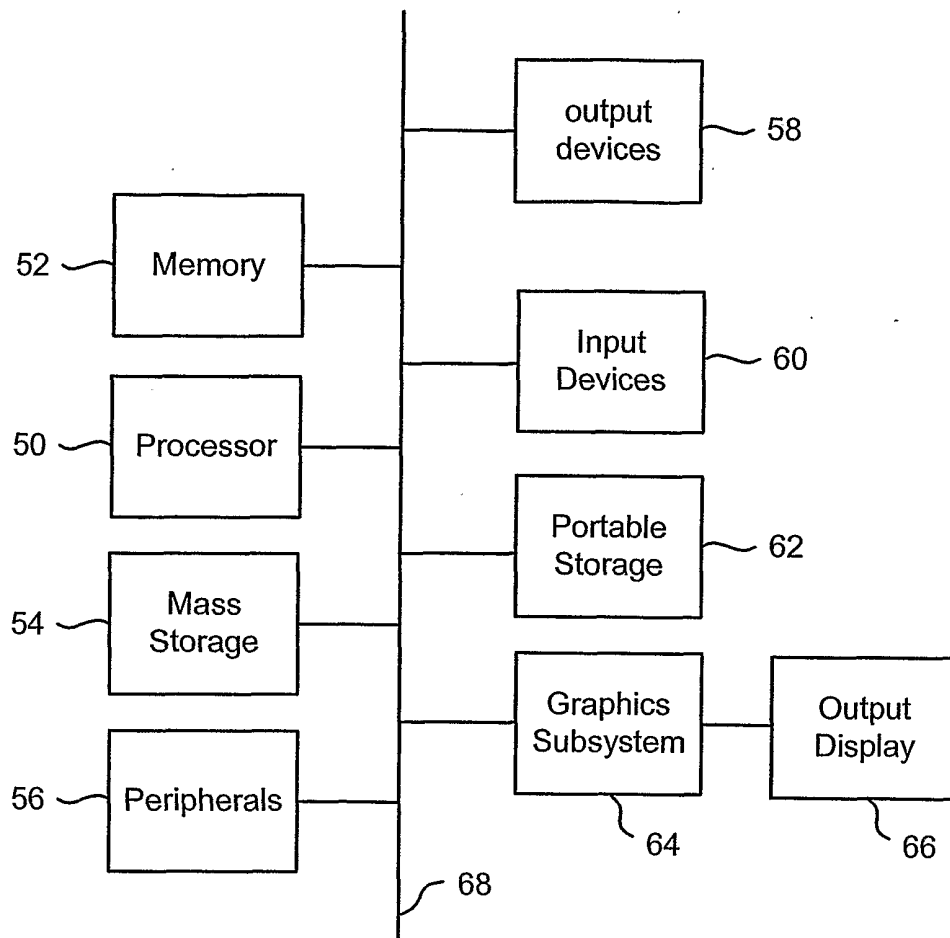 output
devices
58
52
Memory
Input
Devices
60
50
Processor
Portable
Storage
62
54
Mass
Storage
Graphics
Subsystem
Output
Display
56
Peripherals
64
66
68